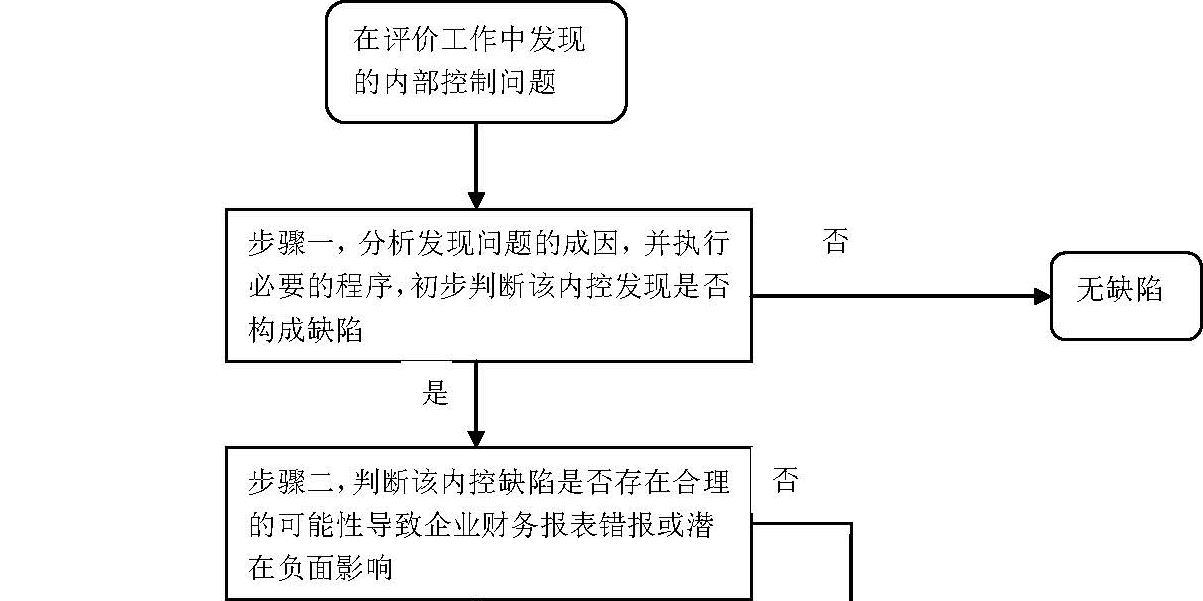 在评价工作中发现
的内部控制问题
步骤一，分析发现问题的成因，并执行
必要的程序，初步判断该内控发现是否
构成缺陷
否
无缺陷
是
步骤二，判断该内控缺陷是否存在合理
的可能性导致企业财务报表错报或潜
在负面影响
否